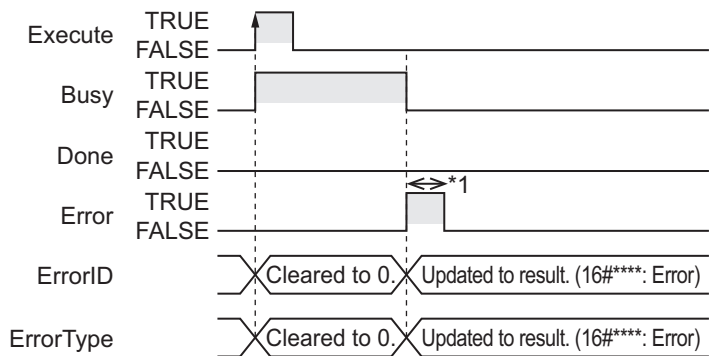 Execute TRUE
FALSE
Busy TRUE
FALSE
Done TRUE
FALSE
*1
Error TRUE
FALSE
ErrorID Cleared to 0. Updated to result. (16#****: Error)
ErrorType Cleared to 0. Updated to result. (16#****: Error)